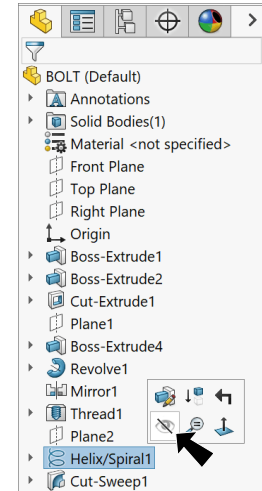 BOLT (Default)
Annotations
Solid Bodies(1)
Material <not specified>
Front Plane
Top Plane
Right Plane
Origin
Boss-Extrude1
Boss-Extrude2
Cut-Extrude1
Plane1
Boss-Extrude4
Revolve1
Mirror1
Thread1
Plane2
Helix/Spiral1
Cut-Sweep1